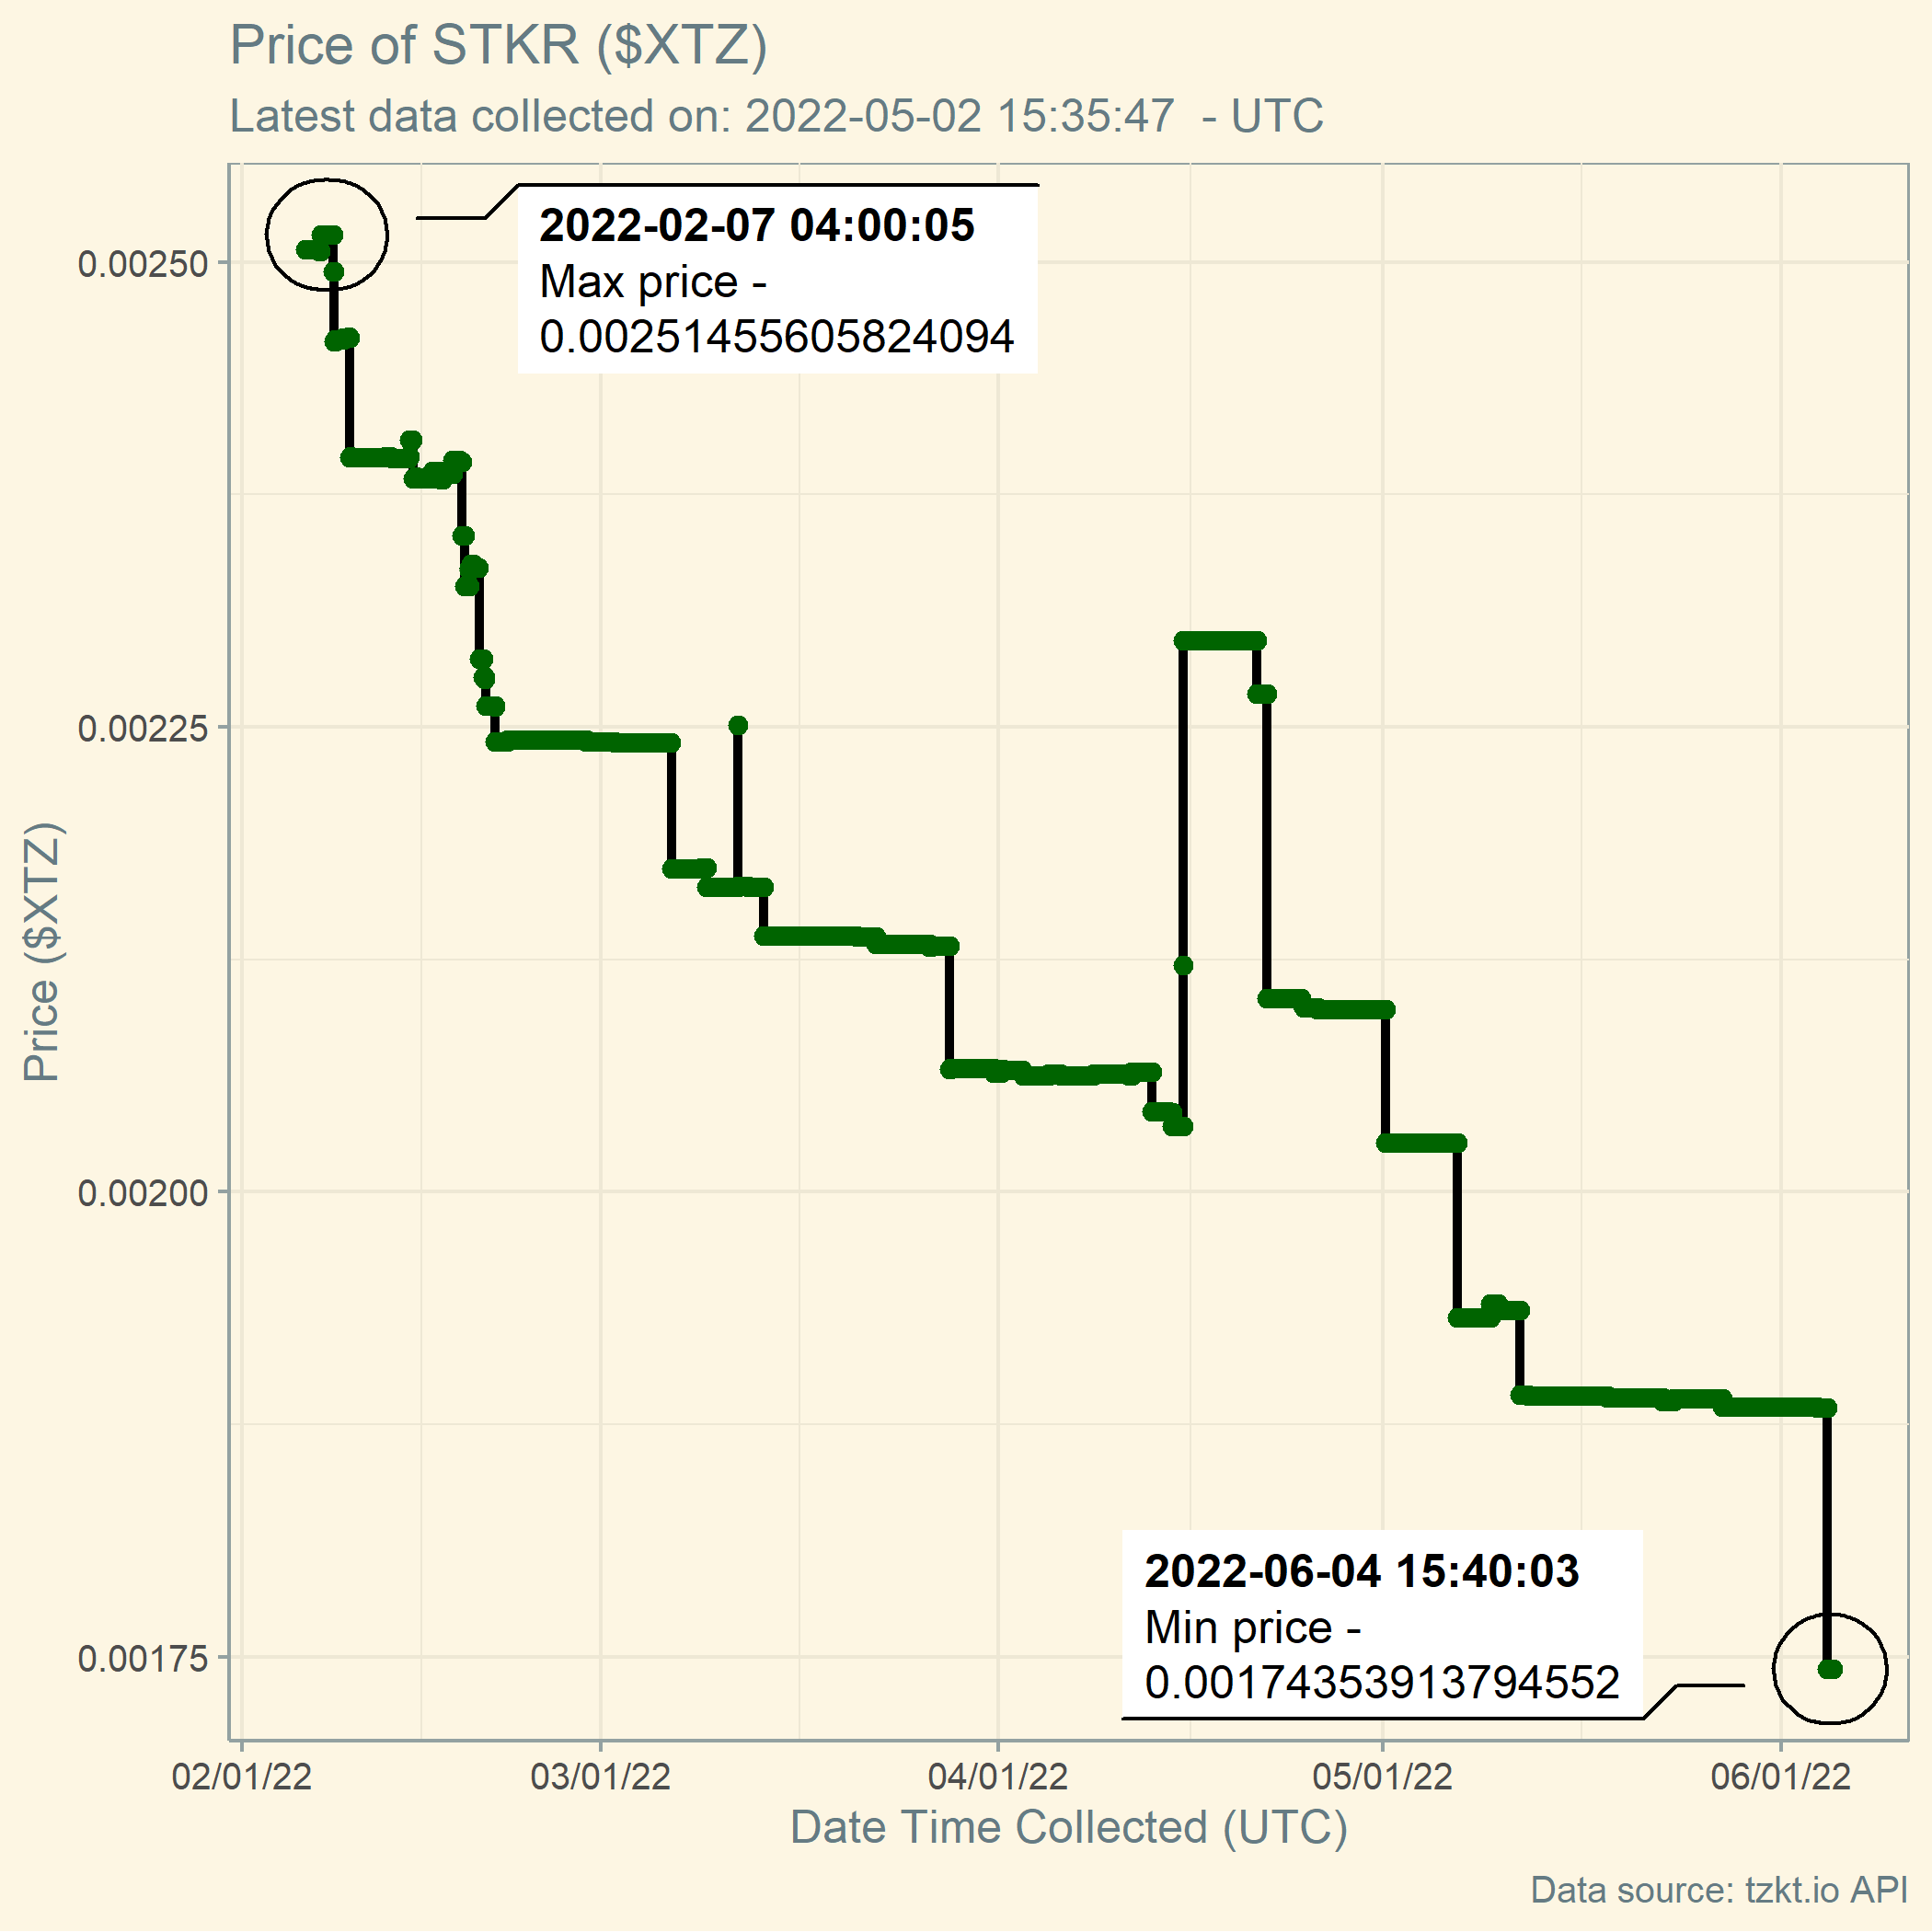 Price of STKR ($XTZ)
Latest data collected on: 2022-05-02 15:35:47  - UTC
2022-02-07 04:00:05
Max price -
0.00251455605824094
0.00250
0.00225
0.00200
0.00175
Price ($XTZ)
2022-06-04 15:40:03
Min price -
0.00174353913794552
02/01/22
03/01/22
04/01/22
05/01/22
06/01/22
Date Time Collected (UTC)
Data source: tzkt.io API